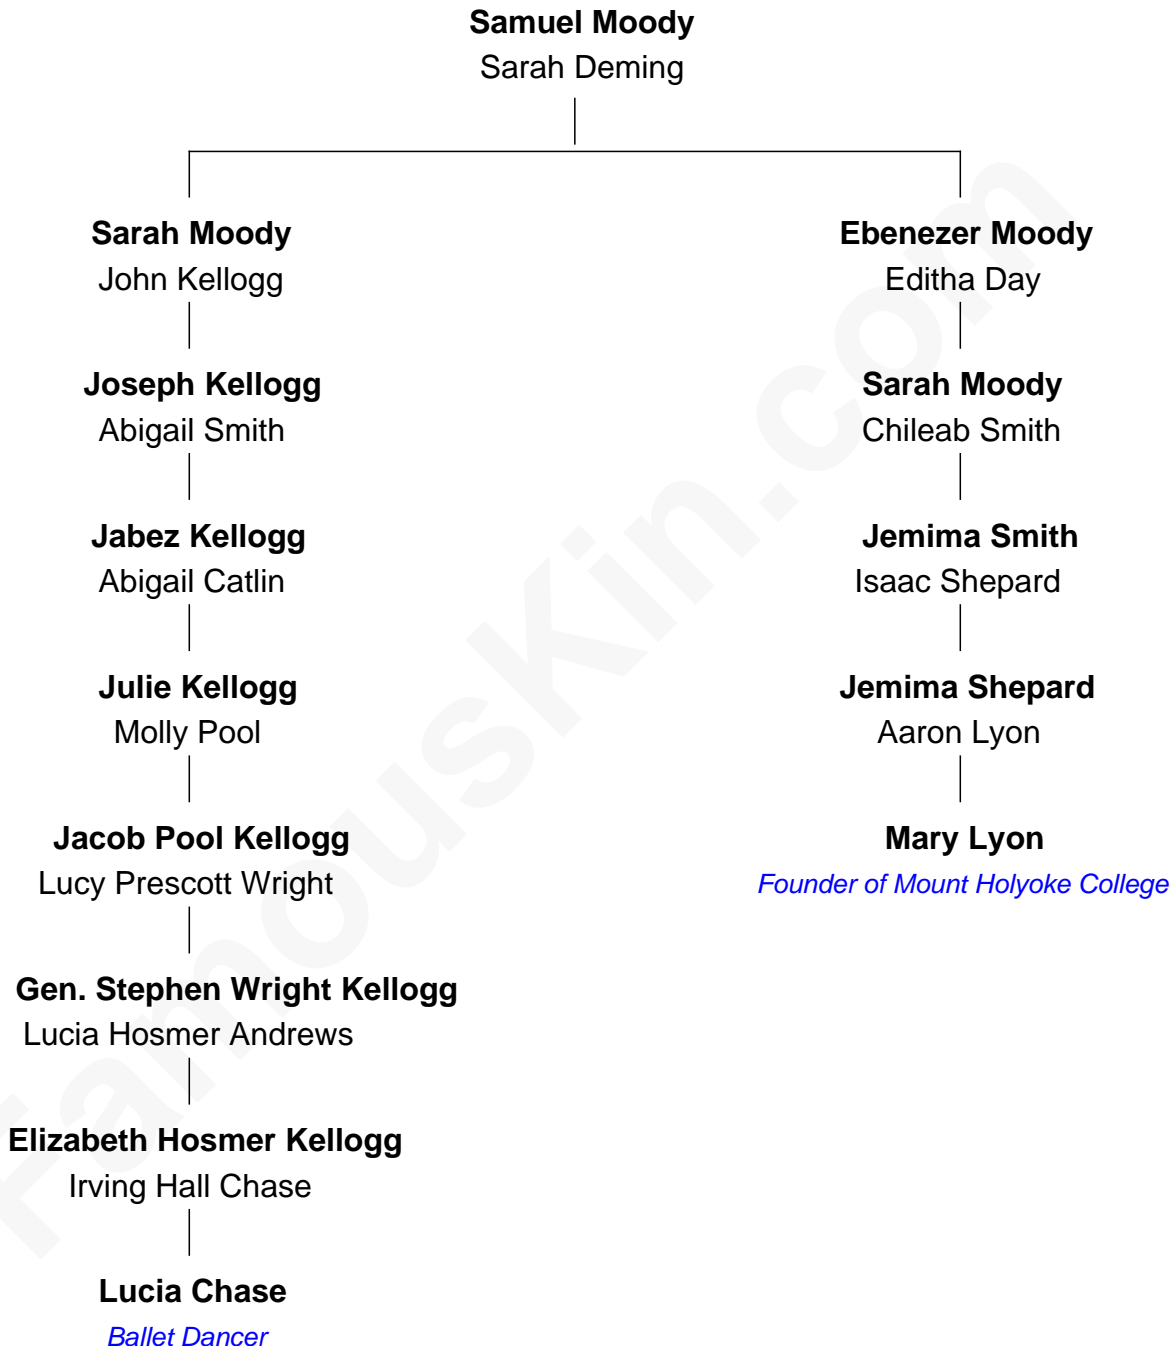 Samuel Moody
Sarah Deming
Sarah Moody
John Kellogg
Joseph Kellogg
Abigail Smith
Jabez Kellogg
Abigail Catlin
Julie Kellogg
Molly Pool
Jacob Pool Kellogg
Lucy Prescott Wright
Gen. Stephen Wright Kellogg
Lucia Hosmer Andrews
Elizabeth Hosmer Kellogg
Irving Hall Chase
Lucia Chase
Ballet Dancer
Ebenezer Moody
Editha Day
Sarah Moody
Chileab Smith
Jemima Smith
Isaac Shepard
Jemima Shepard
Aaron Lyon
Mary Lyon
Founder of Mount Holyoke College
FamousKin.com